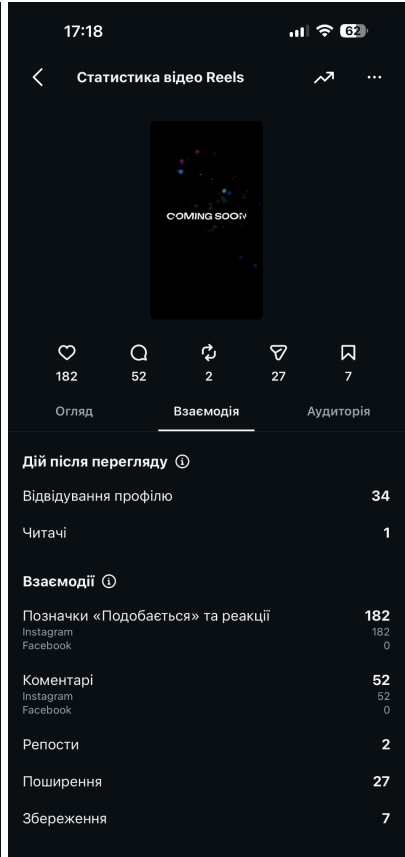 17:18
62
Статистика відео Reels
COMING SOON
182 52 2 27 7
Огляд Взаємодія Аудиторія
Дій після перегляду
Відвідування профілю 34
Читачі 1
Взаємодії
Позначки «Подобається» та реакції 182
Instagram 182
Facebook 0
Коментарі 52
Instagram 52
Facebook 0
Репости 2
Поширення 27
Збереження 7